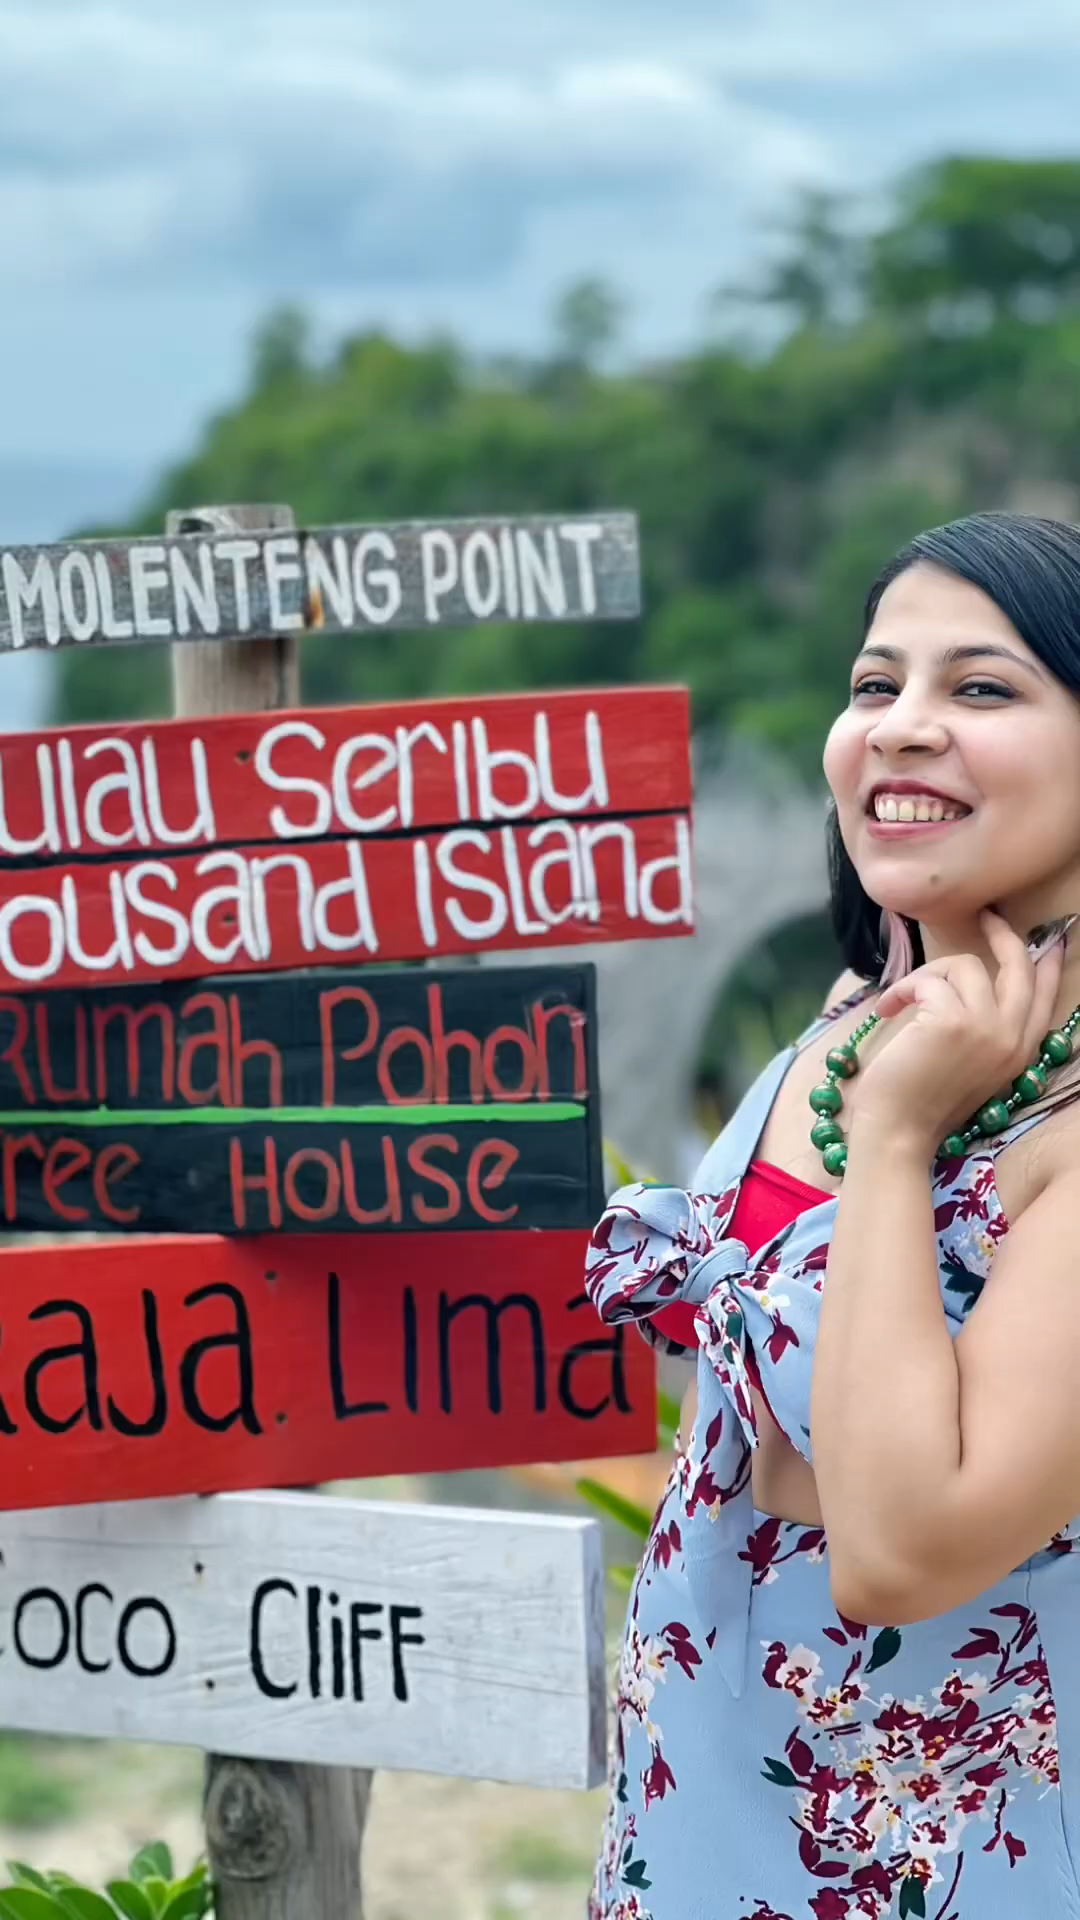 MOLENTENG POINT
ulau Seribu
ousand Island
Rumah Pohon
ree House
Raja Lima
Coco Cliff